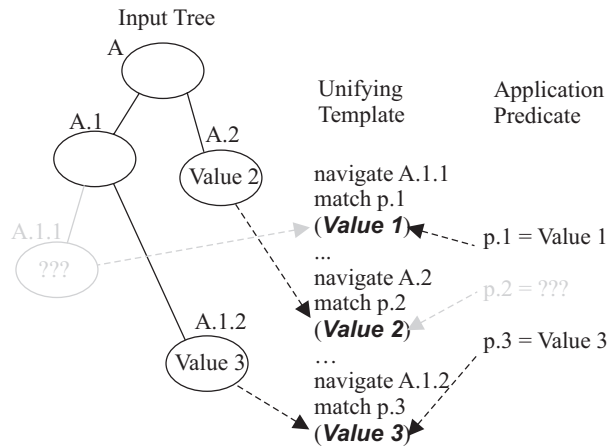 Input Tree
A
A.1
A.2
Value 2
A.1.1
???
A.1.2
Value 3
Unifying
Template
navigate A.1.1
match p.1
(Value 1)
...
navigate A.2
match p.2
(Value 2)
...
navigate A.1.2
match p.3
(Value 3)
Application
Predicate
p.1 = Value 1
p.2 = ???
p.3 = Value 3